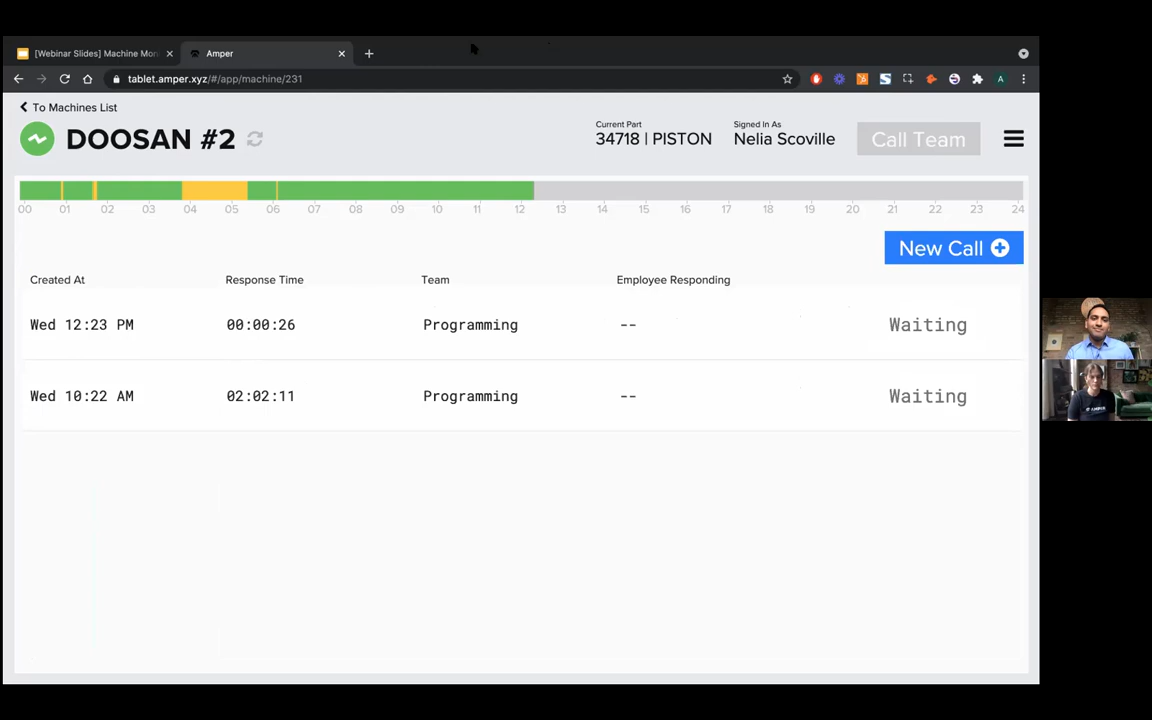 [Webinar Slides] Machine Mon
Amper
tablet.amper.xyz/#/app/machine/231
A
To Machines List
DOOSAN #2
Current Part
34718 | PISTON
Signed In As
Nelia Scoville
Call Team
00 01 02 03 04 05 06 07 08 09 10 11 12 13 14 15 16 17 18 19 20 21 22 23 24
New Call
Created At Response Time Team Employee Responding
Wed 12:23 PM 00:00:26 Programming -- Waiting
Wed 10:22 AM 02:02:11 Programming -- Waiting
AMPER